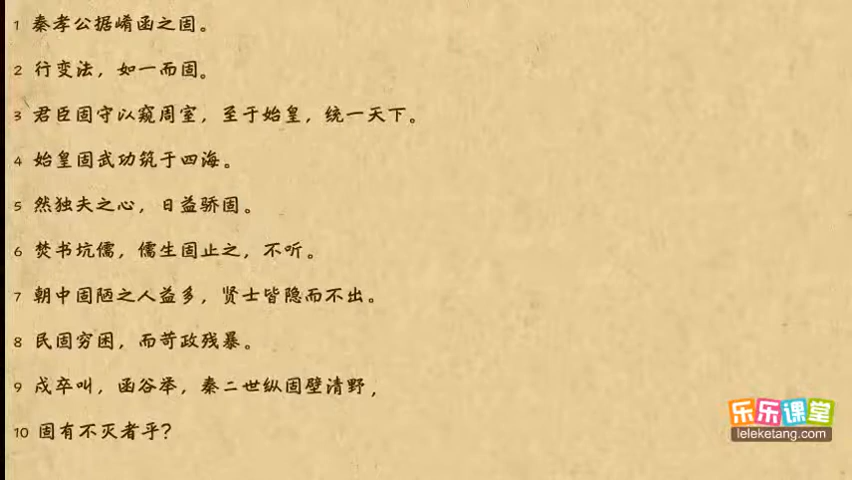 1 秦孝公据崤函之固。
2 行变法，如一而固。
3 君臣固守以窥周室，至于始皇，统一天下。
4 始皇固武功筑于四海。
5 然独夫之心，日益骄固。
6 焚书坑儒，儒生固止之，不听。
7 朝中固陋之人益多，贤士皆隐而不出。
8 民固穷困，而苛政残暴。
9 戍卒叫，函谷举，秦二世纵固壁清野，
10 固有不灭者乎？
乐乐课堂
leleketang.com